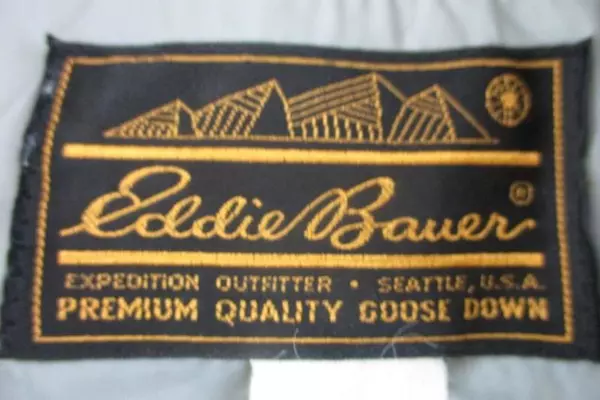 Eddie Bauer ®
EXPEDITION OUTFITTER • SEATTLE, U.S.A.
PREMIUM QUALITY GOOSE DOWN